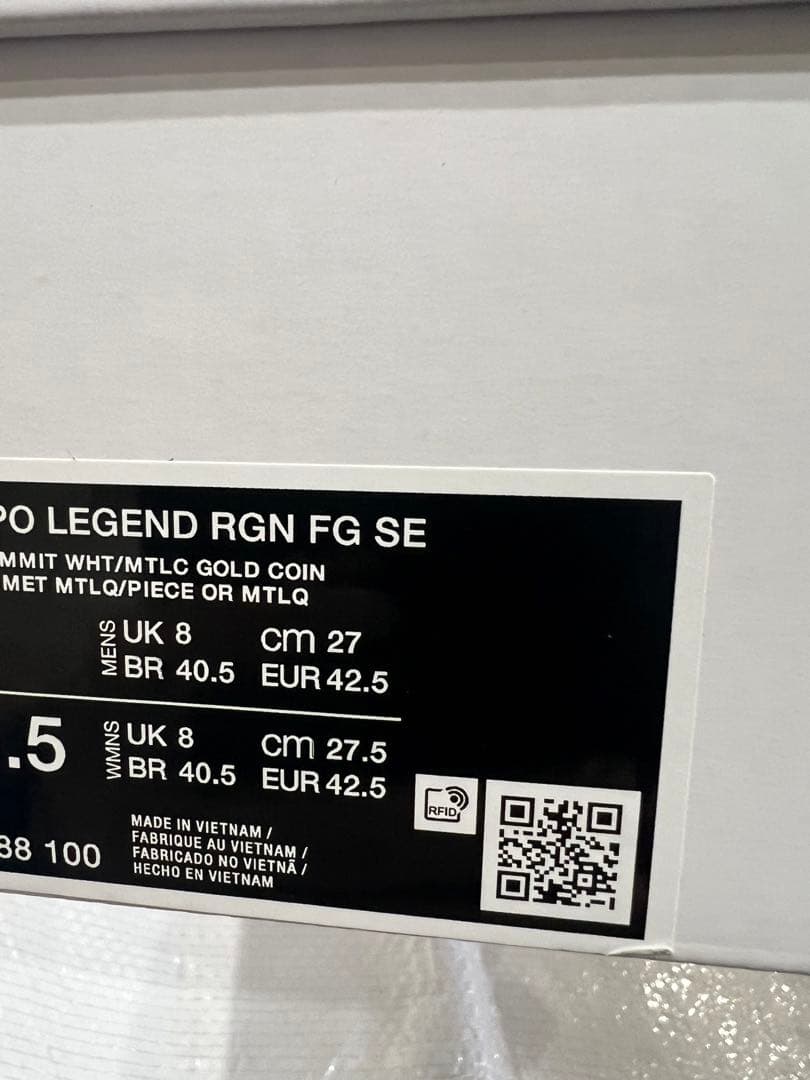 PO LEGEND RGN FG SE
MMIT WHT/MTLC GOLD COIN
MET MTLQ/PIECE OR MTLQ
MENS UK 8 cm 27
BR 40.5 EUR 42.5
.5 WMNS UK 8 cm 27.5
BR 40.5 EUR 42.5
RFID
88 100
MADE IN VIETNAM /
FABRIQUE AU VIETNAM /
FABRICADO NO VIETNÃ /
HECHO EN VIETNAM